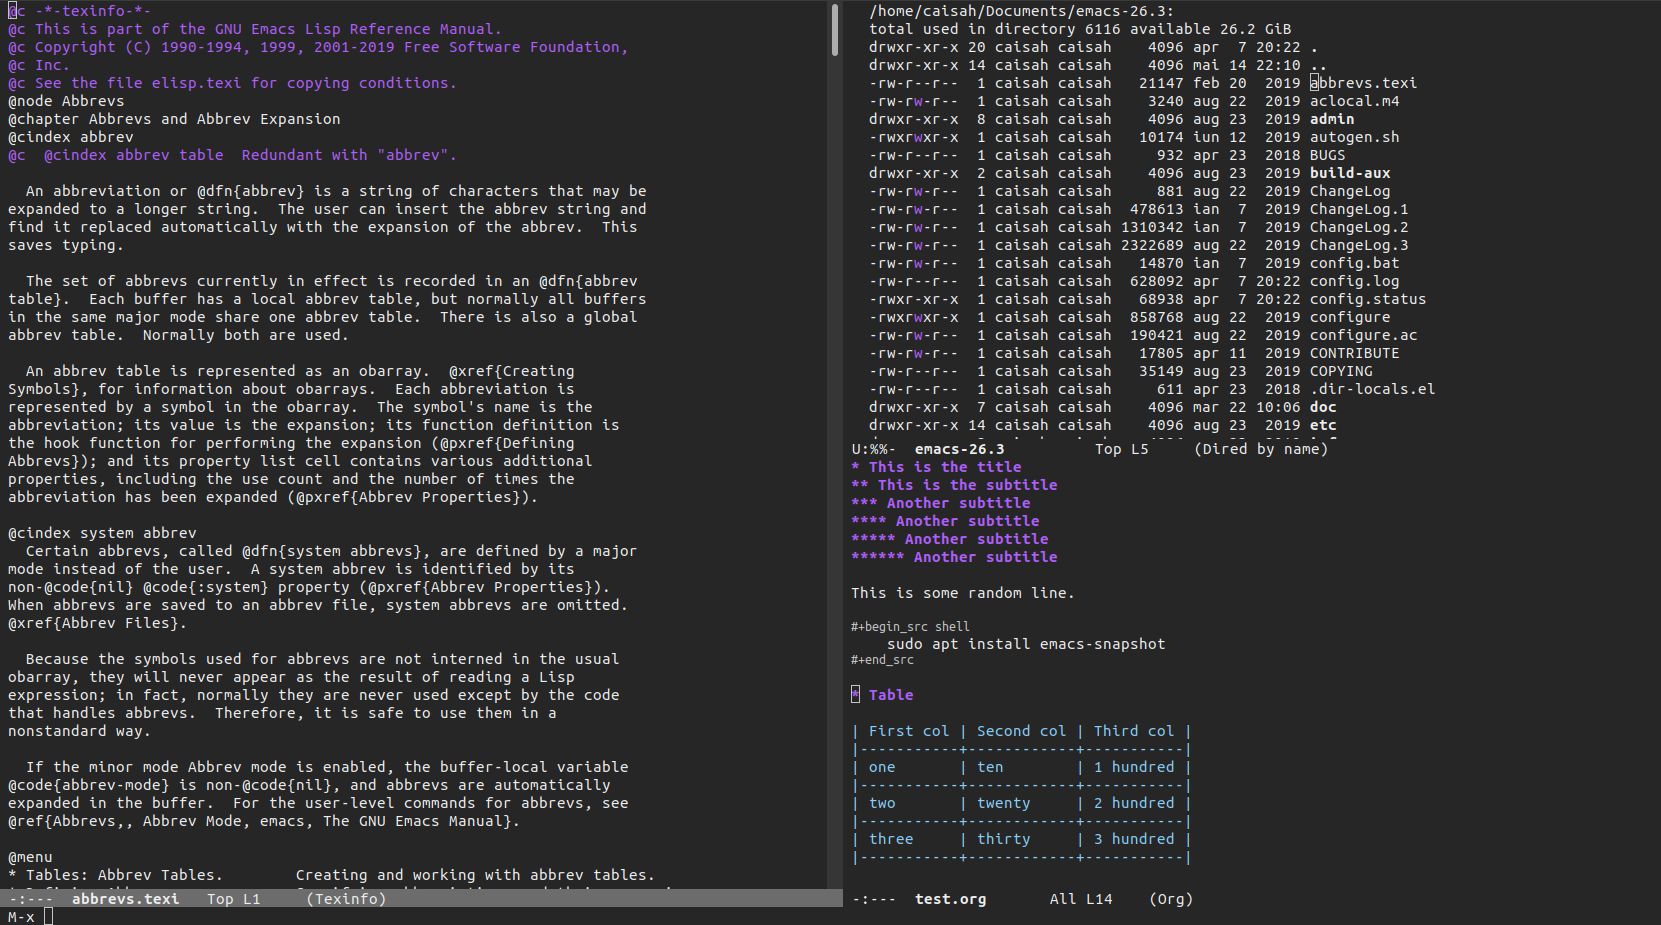 @c -*-texinfo-*-
@c This is part of the GNU Emacs Lisp Reference Manual.
@c Copyright (C) 1990-1994, 1999, 2001-2019 Free Software Foundation,
@c Inc.
@c See the file elisp.texi for copying conditions.
@node Abbrevs
@chapter Abbrevs and Abbrev Expansion
@cindex abbrev
@c  @cindex abbrev table  Redundant with "abbrev".

  An abbreviation or @dfn{abbrev} is a string of characters that may be
expanded to a longer string.  The user can insert the abbrev string and
find it replaced automatically with the expansion of the abbrev.  This
saves typing.

  The set of abbrevs currently in effect is recorded in an @dfn{abbrev
table}.  Each buffer has a local abbrev table, but normally all buffers
in the same major mode share one abbrev table.  There is also a global
abbrev table.  Normally both are used.

  An abbrev table is represented as an obarray.  @xref{Creating
Symbols}, for information about obarrays.  Each abbreviation is
represented by a symbol in the obarray.  The symbol's name is the
abbreviation; its value is the expansion; its function definition is
the hook function for performing the expansion (@pxref{Defining
Abbrevs}); and its property list cell contains various additional
properties, including the use count and the number of times the
abbreviation has been expanded (@pxref{Abbrev Properties}).

@cindex system abbrev
  Certain abbrevs, called @dfn{system abbrevs}, are defined by a major
mode instead of the user.  A system abbrev is identified by its
non-@code{nil} @code{:system} property (@pxref{Abbrev Properties}).
When abbrevs are saved to an abbrev file, system abbrevs are omitted.
@xref{Abbrev Files}.

  Because the symbols used for abbrevs are not interned in the usual
obarray, they will never appear as the result of reading a Lisp
expression; in fact, normally they are never used except by the code
that handles abbrevs.  Therefore, it is safe to use them in a
nonstandard way.

  If the minor mode Abbrev mode is enabled, the buffer-local variable
@code{abbrev-mode} is non-@code{nil}, and abbrevs are automatically
expanded in the buffer.  For the user-level commands for abbrevs, see
@ref{Abbrevs,, Abbrev Mode, emacs, The GNU Emacs Manual}.

@menu
* Tables: Abbrev Tables.        Creating and working with abbrev tables.
-:---  abbrevs.texi   Top L1     (Texinfo)
M-x
/home/caisah/Documents/emacs-26.3:
total used in directory 6116 available 26.2 GiB
drwxr-xr-x 20 caisah caisah    4096 apr  7 20:22 .
drwxr-xr-x 14 caisah caisah    4096 mai 14 22:10 ..
-rw-r--r--  1 caisah caisah   21147 feb 20  2019 abbrevs.texi
-rw-rw-r--  1 caisah caisah    3240 aug 22  2019 aclocal.m4
drwxr-xr-x  8 caisah caisah    4096 aug 23  2019 admin
-rwxrwxr-x  1 caisah caisah   10174 iun 12  2019 autogen.sh
-rw-r--r--  1 caisah caisah     932 apr 23  2018 BUGS
drwxr-xr-x  2 caisah caisah    4096 aug 23  2019 build-aux
-rw-rw-r--  1 caisah caisah     881 aug 22  2019 ChangeLog
-rw-rw-r--  1 caisah caisah  478613 ian  7  2019 ChangeLog.1
-rw-rw-r--  1 caisah caisah 1310342 ian  7  2019 ChangeLog.2
-rw-rw-r--  1 caisah caisah 2322689 aug 22  2019 ChangeLog.3
-rw-rw-r--  1 caisah caisah   14870 ian  7  2019 config.bat
-rw-rw-r--  1 caisah caisah  628092 apr  7 20:22 config.log
-rwxr-xr-x  1 caisah caisah   68938 apr  7 20:22 config.status
-rwxrwxr-x  1 caisah caisah  858768 aug 22  2019 configure
-rw-rw-r--  1 caisah caisah  190421 aug 22  2019 configure.ac
-rw-rw-r--  1 caisah caisah   17805 apr 11  2019 CONTRIBUTE
-rw-r--r--  1 caisah caisah   35149 aug 23  2019 COPYING
-rw-r--r--  1 caisah caisah     611 apr 23  2018 .dir-locals.el
drwxr-xr-x  7 caisah caisah    4096 mar 22 10:06 doc
drwxr-xr-x 14 caisah caisah    4096 aug 23  2019 etc
U:%%-  emacs-26.3          Top L5     (Dired by name)
* This is the title
** This is the subtitle
*** Another subtitle
**** Another subtitle
***** Another subtitle
****** Another subtitle

This is some random line.

#+begin_src shell
    sudo apt install emacs-snapshot
#+end_src

* Table

| First col | Second col | Third col |
|-----------+------------+-----------|
| one       | ten        | 1 hundred |
|-----------+------------+-----------|
| two       | twenty     | 2 hundred |
|-----------+------------+-----------|
| three     | thirty     | 3 hundred |
|-----------+------------+-----------|

-:---  test.org       All L14    (Org)